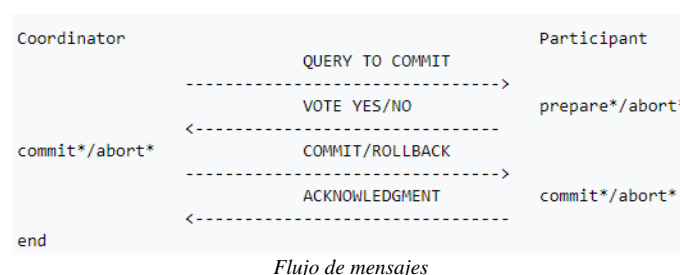 Coordinator Participant
QUERY TO COMMIT
-------------------------------->
VOTE YES/NO prepare*/abort*
<-------------------------------
commit*/abort* COMMIT/ROLLBACK
-------------------------------->
ACKNOWLEDGMENT commit*/abort*
<--------------------------------
end
Flujo de mensajes